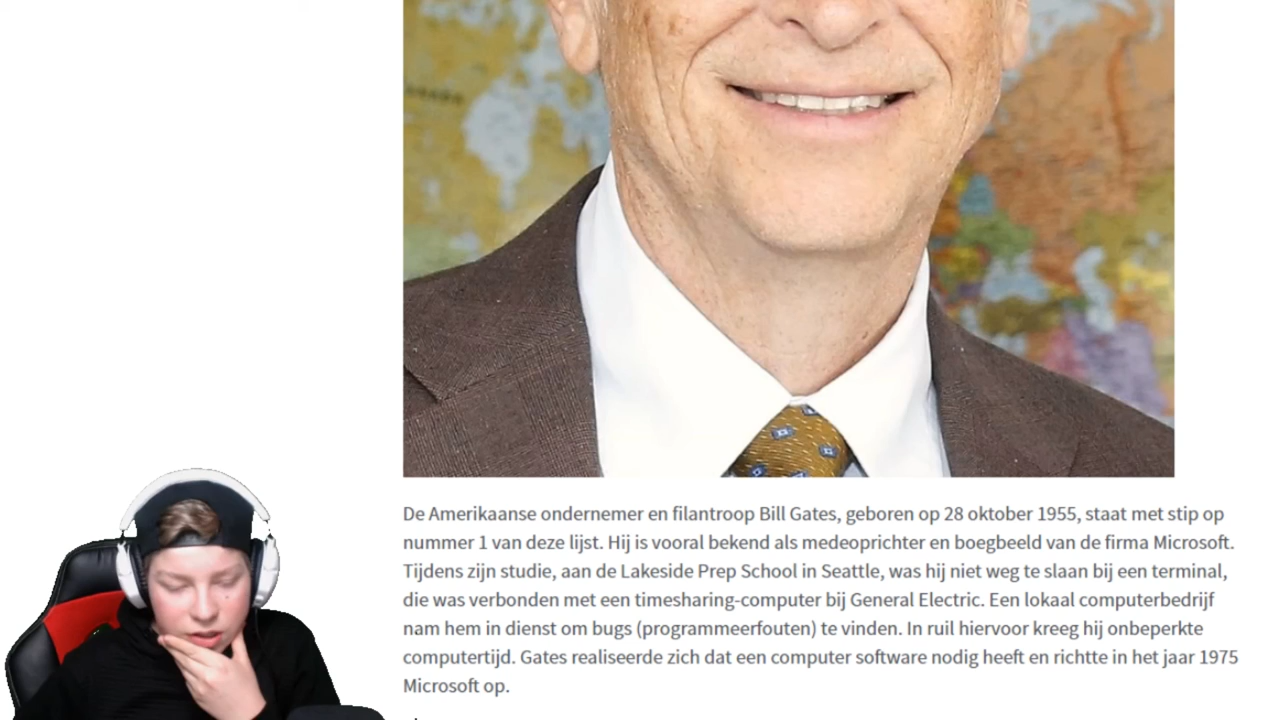 De Amerikaanse ondernemer en filantroop Bill Gates, geboren op 28 oktober 1955, staat met stip op
nummer 1 van deze lijst. Hij is vooral bekend als medeoprichter en boegbeeld van de firma Microsoft.
Tijdens zijn studie, aan de Lakeside Prep School in Seattle, was hij niet weg te slaan bij een terminal,
die was verbonden met een timesharing-computer bij General Electric. Een lokaal computerbedrijf
nam hem in dienst om bugs (programmeerfouten) te vinden. In ruil hiervoor kreeg hij onbeperkte
computertijd. Gates realiseerde zich dat een computer software nodig heeft en richtte in het jaar 1975
Microsoft op.